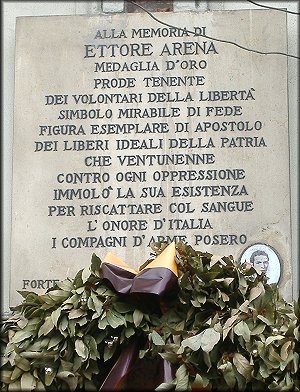 ALLA MEMORIA DI
ETTORE ARENA
MEDAGLIA D'ORO
PRODE TENENTE
DEI VOLONTARI DELLA LIBERTÀ
SIMBOLO MIRABILE DI FEDE
FIGURA ESEMPLARE DI APOSTOLO
DEI LIBERI IDEALI DELLA PATRIA
CHE VENTUNENNE
CONTRO OGNI OPPRESSIONE
IMMOLÒ LA SUA ESISTENZA
PER RISCATTARE COL SANGUE
L'ONORE D'ITALIA
I COMPAGNI D'ARME POSERO
FORTE